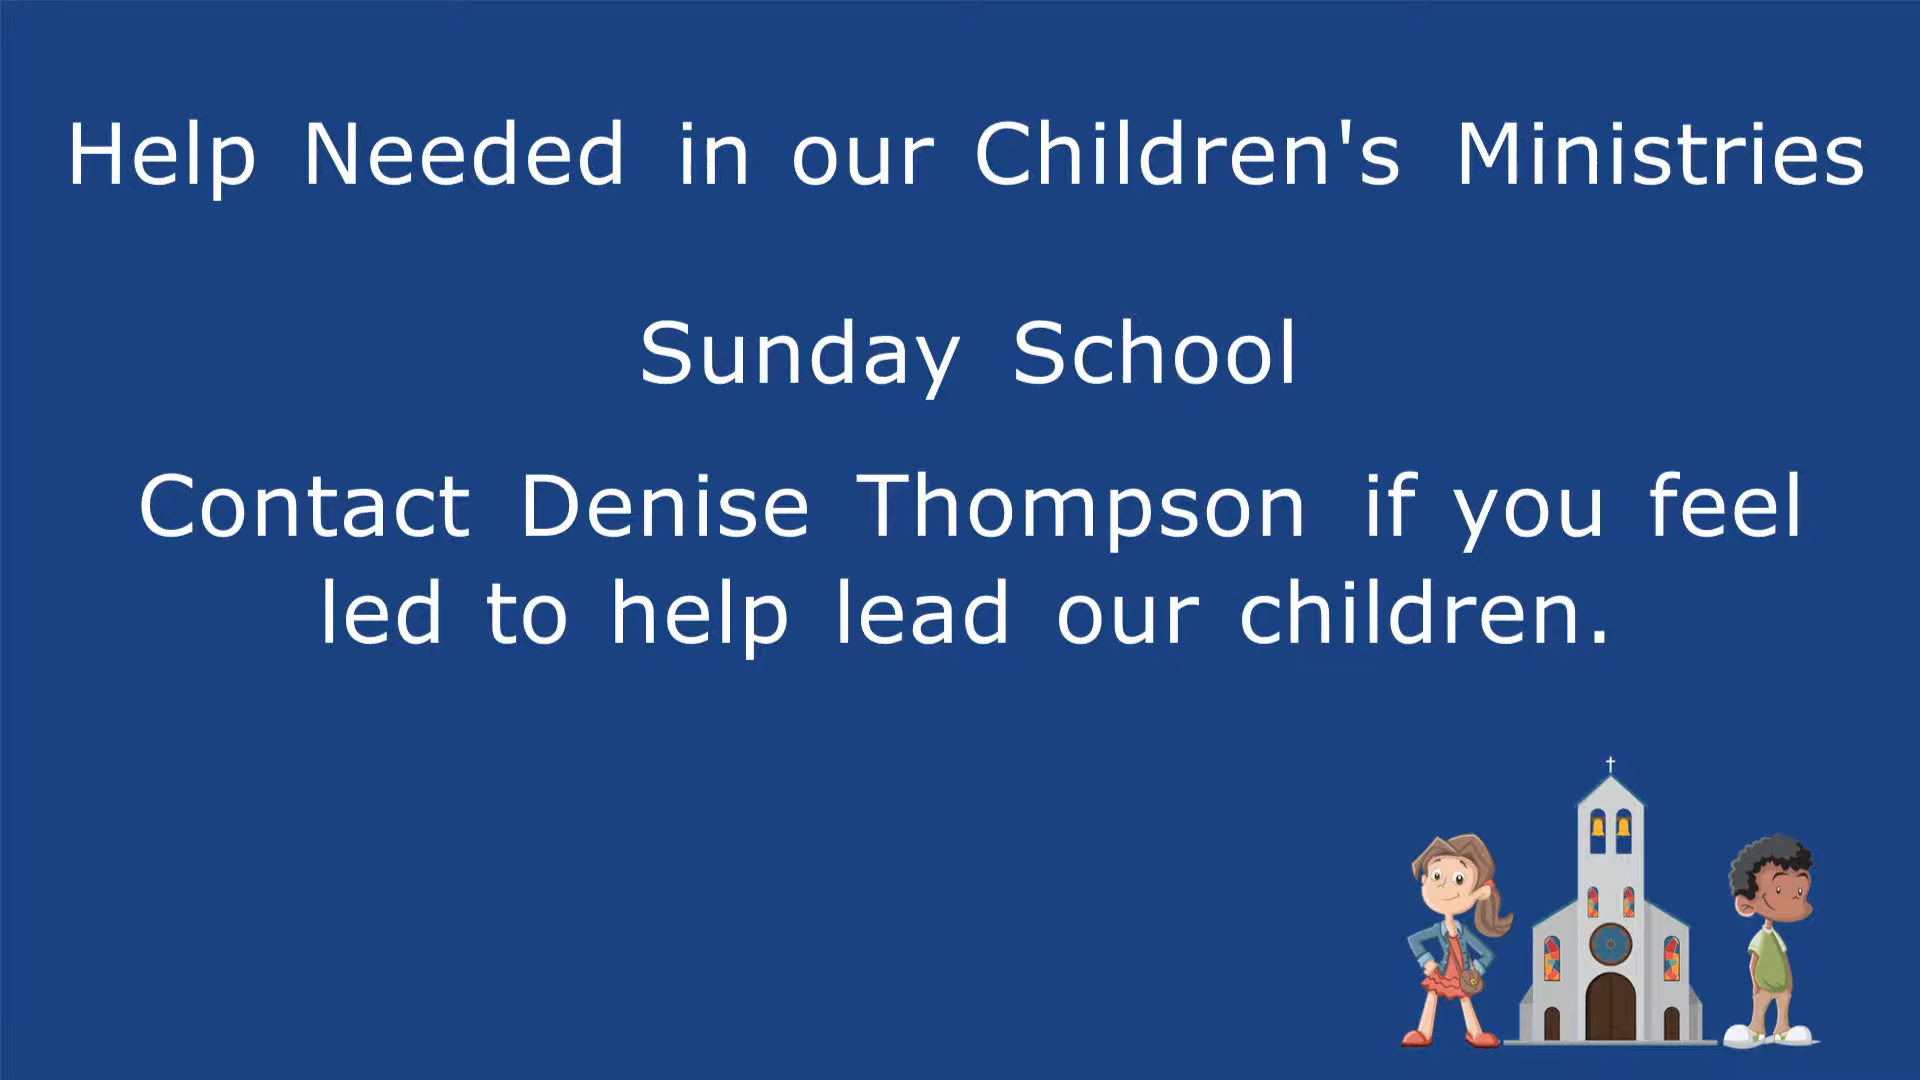 Help Needed in our Children's Ministries
Sunday School
Contact Denise Thompson if you feel
led to help lead our children.